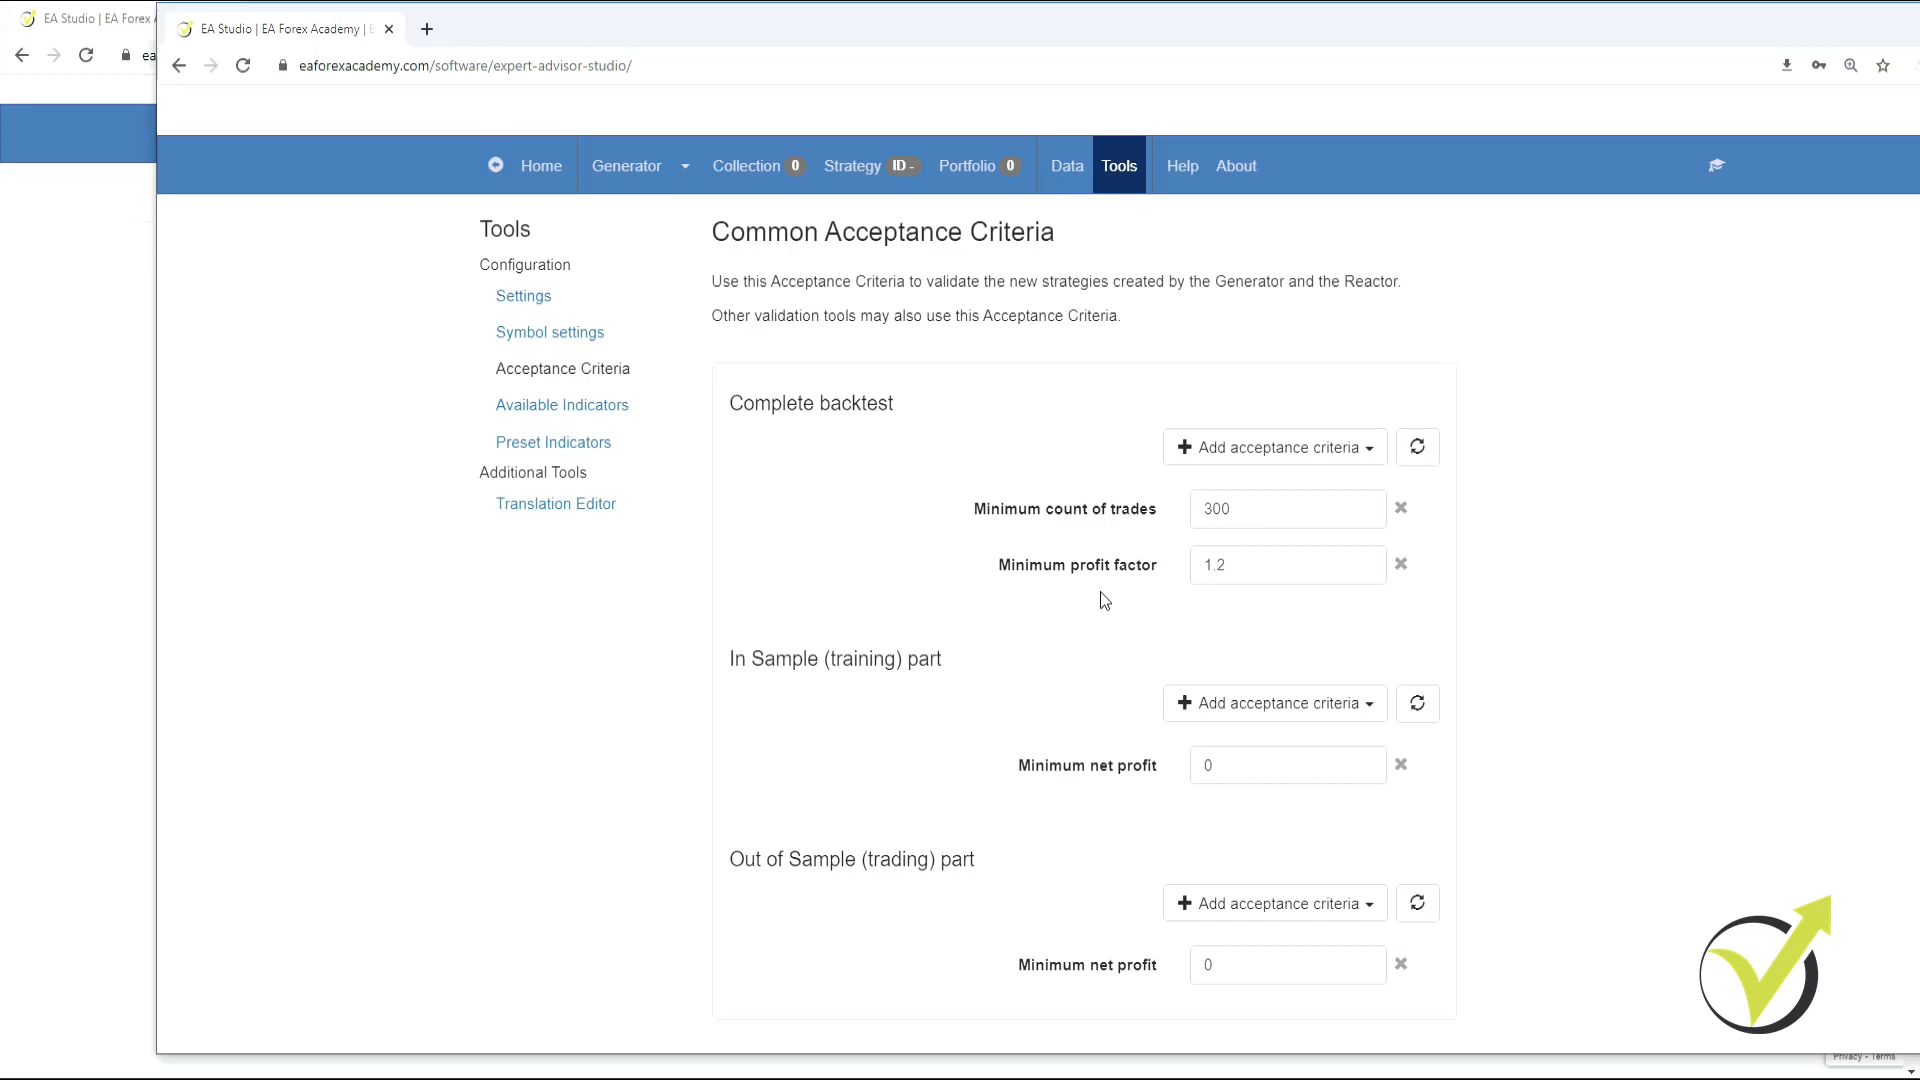 EA Studio | EA Forex A
EA Studio | EA Forex Academy | E
ea
eaforexacademy.com/software/expert-advisor-studio/
Home
Generator
Collection 0
Strategy ID -
Portfolio 0
Data
Tools
Help
About
Tools
Configuration
Settings
Symbol settings
Acceptance Criteria
Available Indicators
Preset Indicators
Additional Tools
Translation Editor
Common Acceptance Criteria
Use this Acceptance Criteria to validate the new strategies created by the Generator and the Reactor.
Other validation tools may also use this Acceptance Criteria.
Complete backtest
Add acceptance criteria
Minimum count of trades 300
Minimum profit factor 1.2
In Sample (training) part
Add acceptance criteria
Minimum net profit 0
Out of Sample (trading) part
Add acceptance criteria
Minimum net profit 0
Privacy - Terms